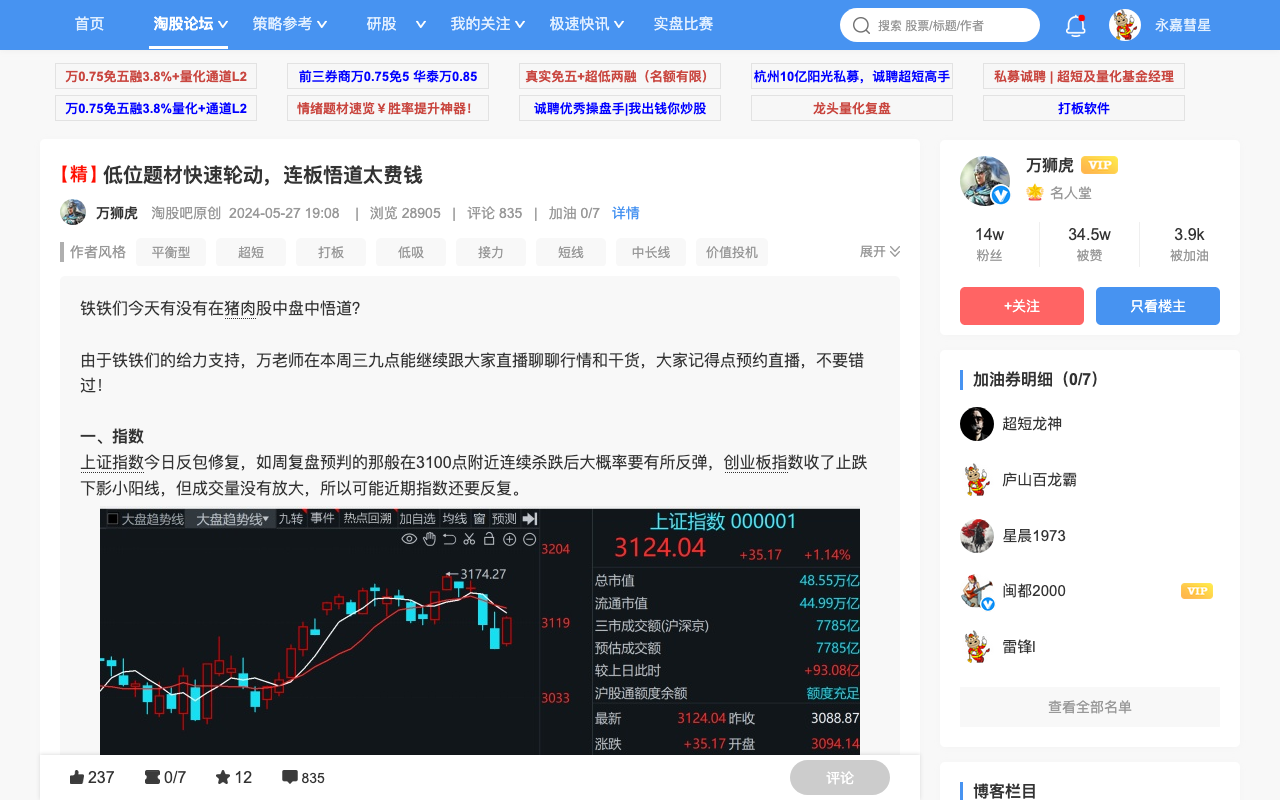 首页 淘股论坛 策略参考 研股 我的关注 极速快讯 实盘比赛 搜索 股票/标题/作者 永嘉彗星
万0.75免五融3.8%+量化通道L2 前三券商万0.75免5 华泰万0.85 真实免五+超低两融（名额有限） 杭州10亿阳光私募，诚聘超短高手 私募诚聘 | 超短及量化基金经理
万0.75免五融3.8%量化+通道L2 情绪题材速览￥胜率提升神器！ 诚聘优秀操盘手|我出钱你炒股 龙头量化复盘 打板软件
【精】低位题材快速轮动，连板悟道太费钱
万狮虎 淘股吧原创 2024-05-27 19:08 | 浏览 28905 | 评论 835 | 加油 0/7 详情
作者风格 平衡型 超短 打板 低吸 接力 短线 中长线 价值投机 展开
铁铁们今天有没有在猪肉股中盘中悟道？
由于铁铁们的给力支持，万老师在本周三九点能继续跟大家直播聊聊行情和干货，大家记得点预约直播，不要错
过！
一、指数
上证指数今日反包修复，如周复盘预判的那般在3100点附近连续杀跌后大概率要有所反弹，创业板指数收了止跌
下影小阳线，但成交量没有放大，所以可能近期指数还要反复。
大盘趋势线 大盘趋势线▾ 九转 事件 热点回溯 加自选 均线 窗 预测
3204
3174.27
3119
3033
上证指数 000001
3124.04 +35.17 +1.14%
总市值 48.55万亿
流通市值 44.99万亿
三市成交额(沪深京) 7785亿
预估成交额 7785亿
较上日此时 +93.08亿
沪股通额度余额 额度充足
最新 3124.04 昨收 3088.87
涨跌 +35.17 开盘 3094.14
237 0/7 12 835 评论
万狮虎 VIP
名人堂
14w 34.5w 3.9k
粉丝 被赞 被加油
+关注 只看楼主
加油券明细（0/7）
超短龙神
庐山百龙霸
星晨1973
闽都2000 VIP
雷锋l
查看全部名单
博客栏目